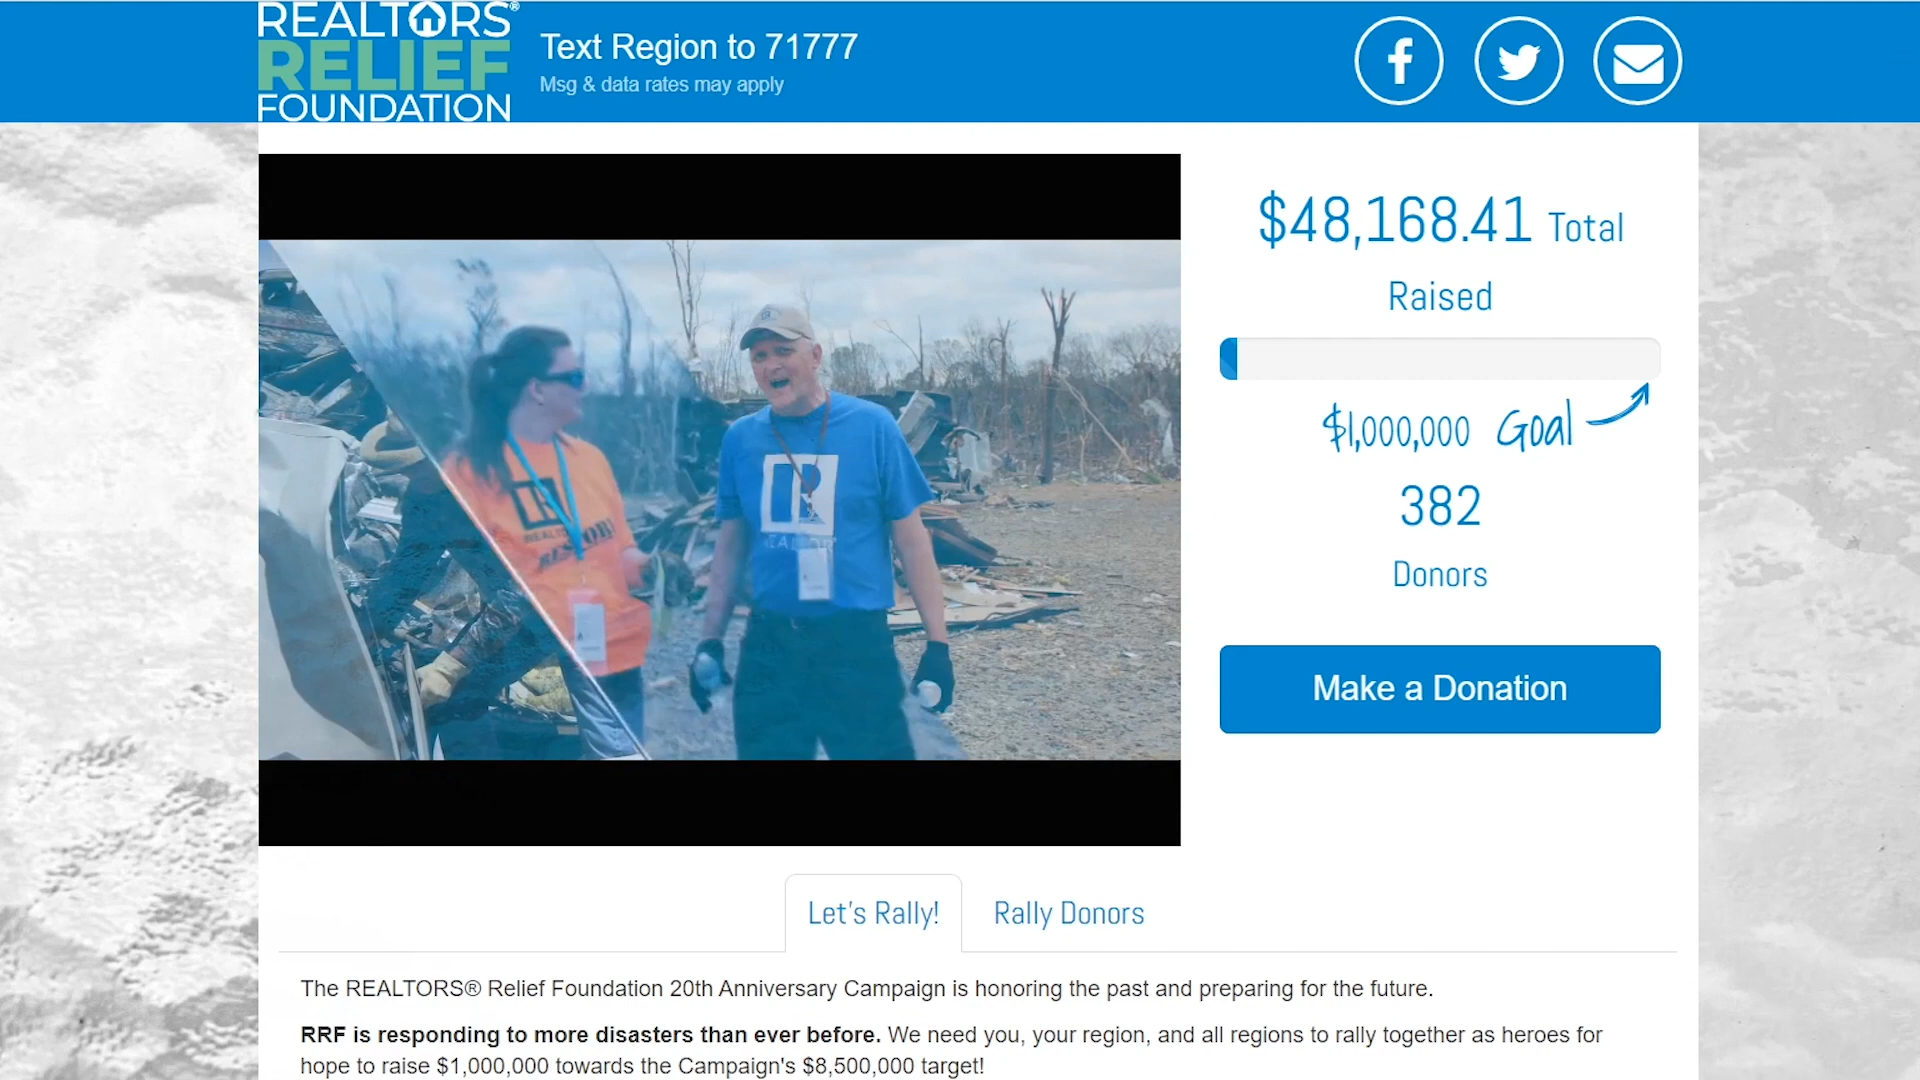 REALTORS®
RELIEF
FOUNDATION
Text Region to 71777
Msg & data rates may apply
$48,168.41 Total
Raised
$1,000,000 Goal
382
Donors
Make a Donation
Let's Rally!
Rally Donors
The REALTORS® Relief Foundation 20th Anniversary Campaign is honoring the past and preparing for the future.
RRF is responding to more disasters than ever before. We need you, your region, and all regions to rally together as heroes for
hope to raise $1,000,000 towards the Campaign's $8,500,000 target!